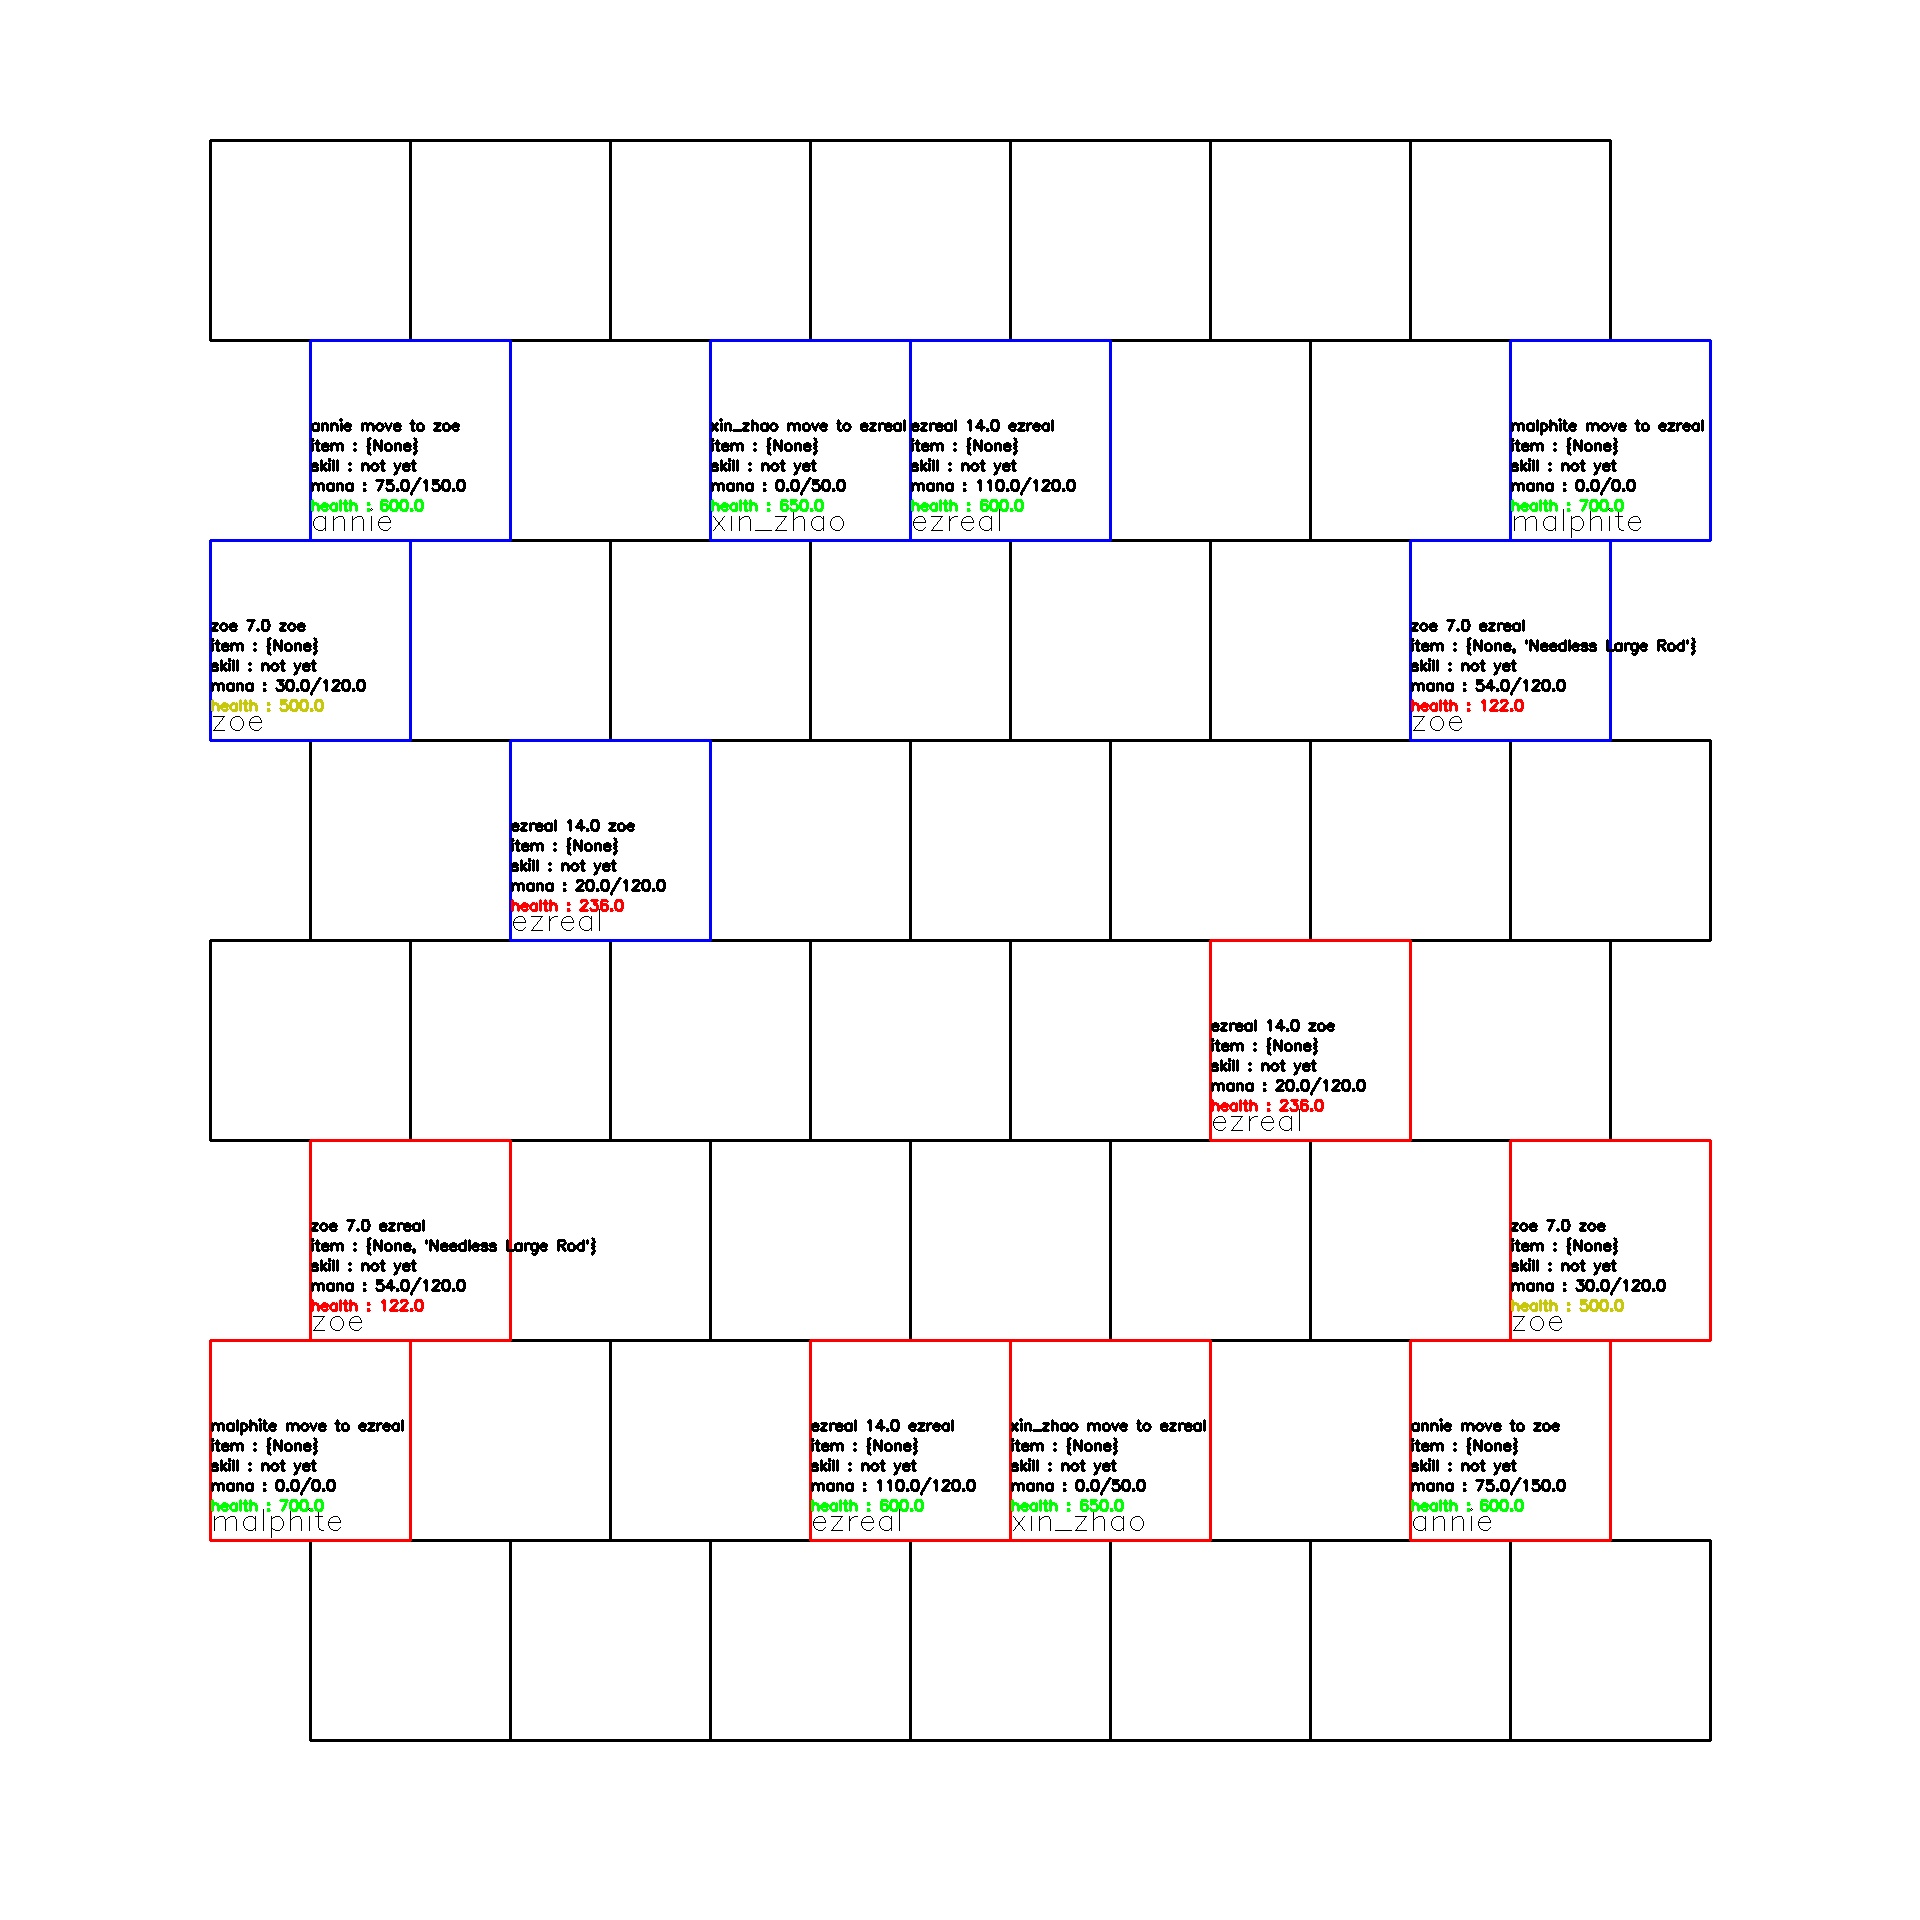 annie move to zoe
item : {None}
skill : not yet
mana : 75.0/150.0
health : 600.0
annie
xin_zhao move to ezreal
item : {None}
skill : not yet
mana : 0.0/50.0
health : 650.0
xin_zhao
ezreal 14.0 ezreal
item : {None}
skill : not yet
mana : 110.0/120.0
health : 600.0
ezreal
malphite move to ezreal
item : {None}
skill : not yet
mana : 0.0/0.0
health : 700.0
malphite
zoe 7.0 zoe
item : {None}
skill : not yet
mana : 30.0/120.0
health : 500.0
zoe
zoe 7.0 ezreal
item : {None, 'Needless Large Rod'}
skill : not yet
mana : 54.0/120.0
health : 122.0
zoe
ezreal 14.0 zoe
item : {None}
skill : not yet
mana : 20.0/120.0
health : 236.0
ezreal
ezreal 14.0 zoe
item : {None}
skill : not yet
mana : 20.0/120.0
health : 236.0
ezreal
zoe 7.0 ezreal
item : {None, 'Needless Large Rod'}
skill : not yet
mana : 54.0/120.0
health : 122.0
zoe
zoe 7.0 zoe
item : {None}
skill : not yet
mana : 30.0/120.0
health : 500.0
zoe
malphite move to ezreal
item : {None}
skill : not yet
mana : 0.0/0.0
health : 700.0
malphite
ezreal 14.0 ezreal
item : {None}
skill : not yet
mana : 110.0/120.0
health : 600.0
ezreal
xin_zhao move to ezreal
item : {None}
skill : not yet
mana : 0.0/50.0
health : 650.0
xin_zhao
annie move to zoe
item : {None}
skill : not yet
mana : 75.0/150.0
health : 600.0
annie